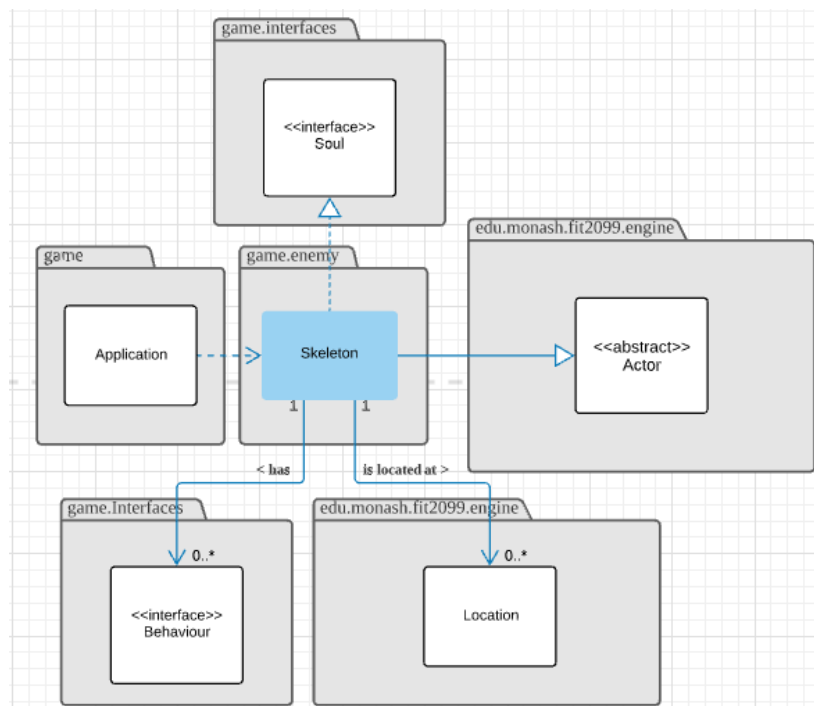 game.interfaces
<<interface>>
Soul
edu.monash.fit2099.engine
game
game.enemy
Application
Skeleton
<<abstract>>
Actor
1
1
< has
is located at >
game.Interfaces
edu.monash.fit2099.engine
0..*
0..*
<<interface>>
Behaviour
Location